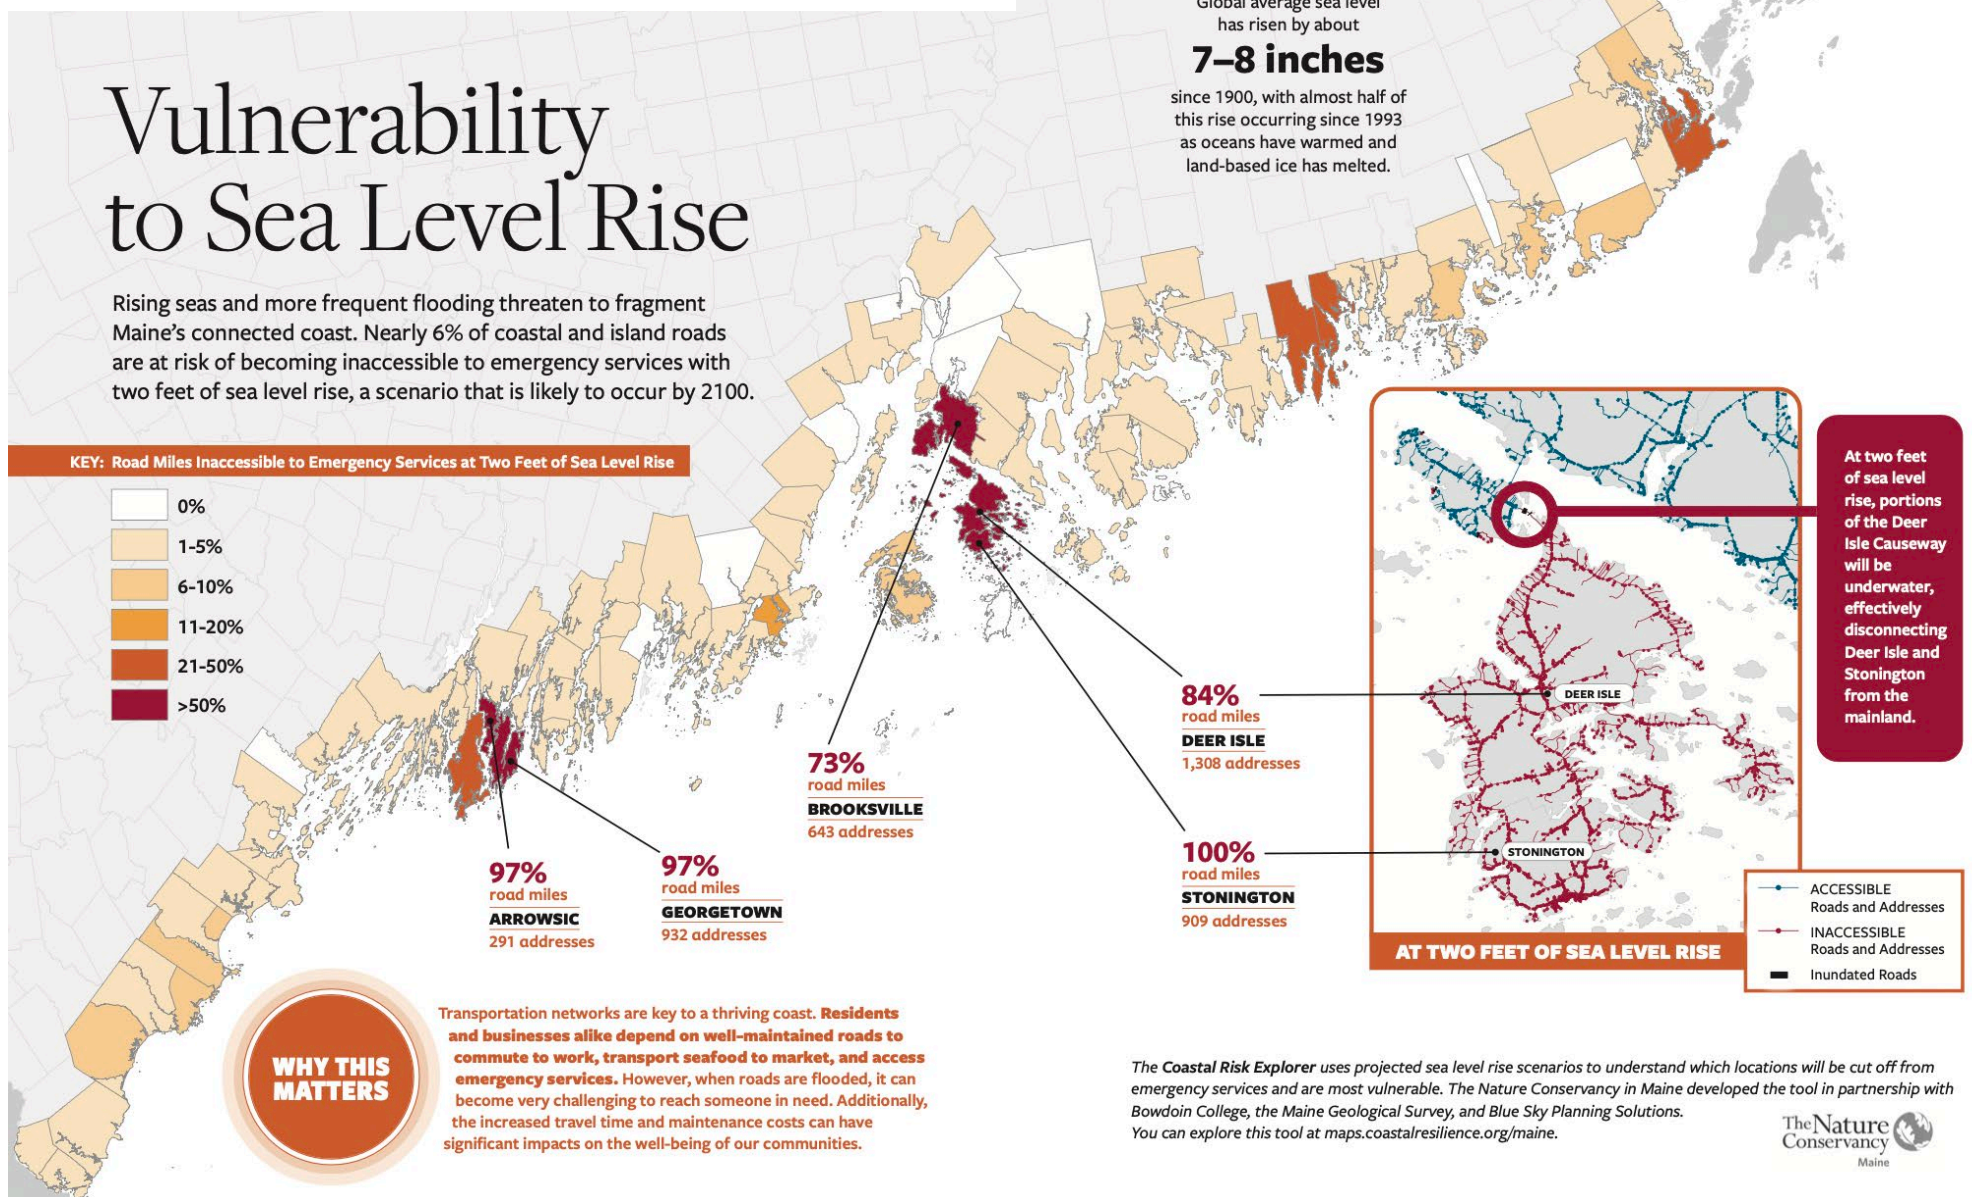 Global average sea level
has risen by about
7–8 inches
since 1900, with almost half of
this rise occurring since 1993
as oceans have warmed and
land-based ice has melted.
Vulnerability
to Sea Level Rise
Rising seas and more frequent flooding threaten to fragment
Maine's connected coast. Nearly 6% of coastal and island roads
are at risk of becoming inaccessible to emergency services with
two feet of sea level rise, a scenario that is likely to occur by 2100.
KEY: Road Miles Inaccessible to Emergency Services at Two Feet of Sea Level Rise
0%
1-5%
6-10%
11-20%
21-50%
>50%
97%
road miles
ARROWSIC
291 addresses
97%
road miles
GEORGETOWN
932 addresses
73%
road miles
BROOKSVILLE
643 addresses
84%
road miles
DEER ISLE
1,308 addresses
100%
road miles
STONINGTON
909 addresses
DEER ISLE
STONINGTON
AT TWO FEET OF SEA LEVEL RISE
At two feet
of sea level
rise, portions
of the Deer
Isle Causeway
will be
underwater,
effectively
disconnecting
Deer Isle and
Stonington
from the
mainland.
ACCESSIBLE
Roads and Addresses
INACCESSIBLE
Roads and Addresses
Inundated Roads
WHY THIS
MATTERS
Transportation networks are key to a thriving coast. Residents
and businesses alike depend on well-maintained roads to
commute to work, transport seafood to market, and access
emergency services. However, when roads are flooded, it can
become very challenging to reach someone in need. Additionally,
the increased travel time and maintenance costs can have
significant impacts on the well-being of our communities.
The Coastal Risk Explorer uses projected sea level rise scenarios to understand which locations will be cut off from
emergency services and are most vulnerable. The Nature Conservancy in Maine developed the tool in partnership with
Bowdoin College, the Maine Geological Survey, and Blue Sky Planning Solutions.
You can explore this tool at maps.coastalresilience.org/maine.
The Nature
Conservancy
Maine